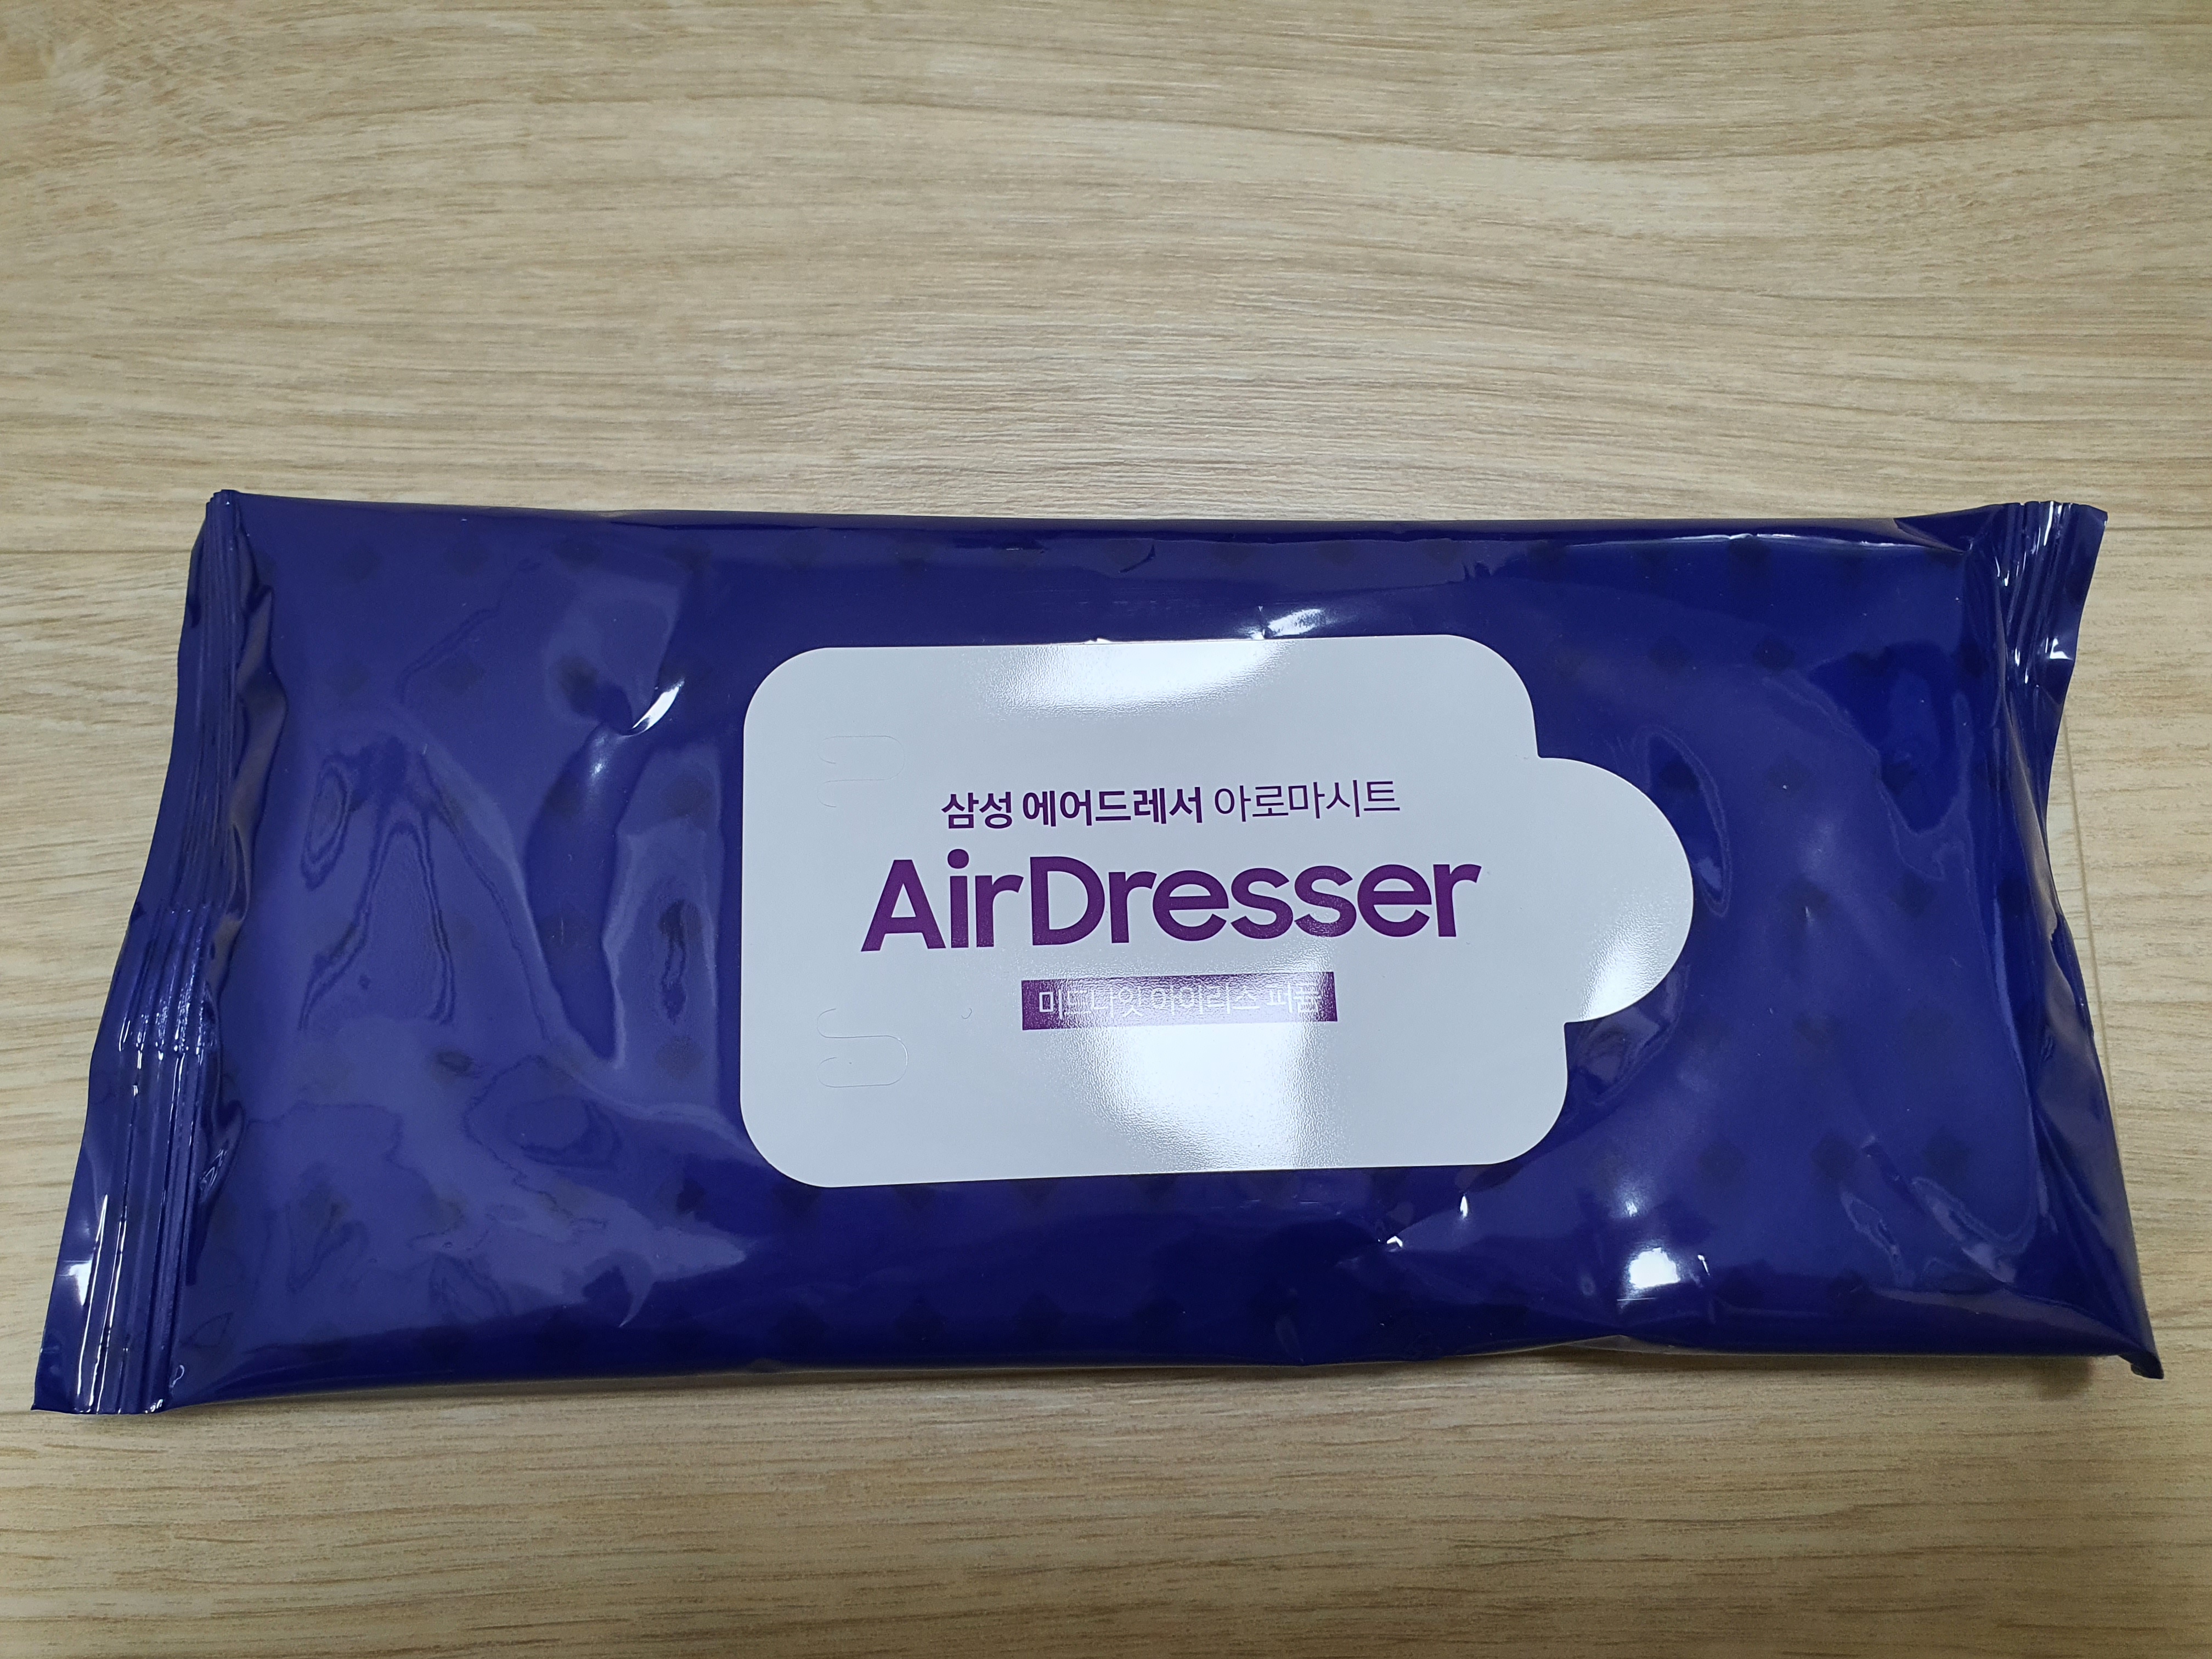 삼성 에어드레서 아로마시트
AirDresser
미드나잇 아이리스 퍼퓸